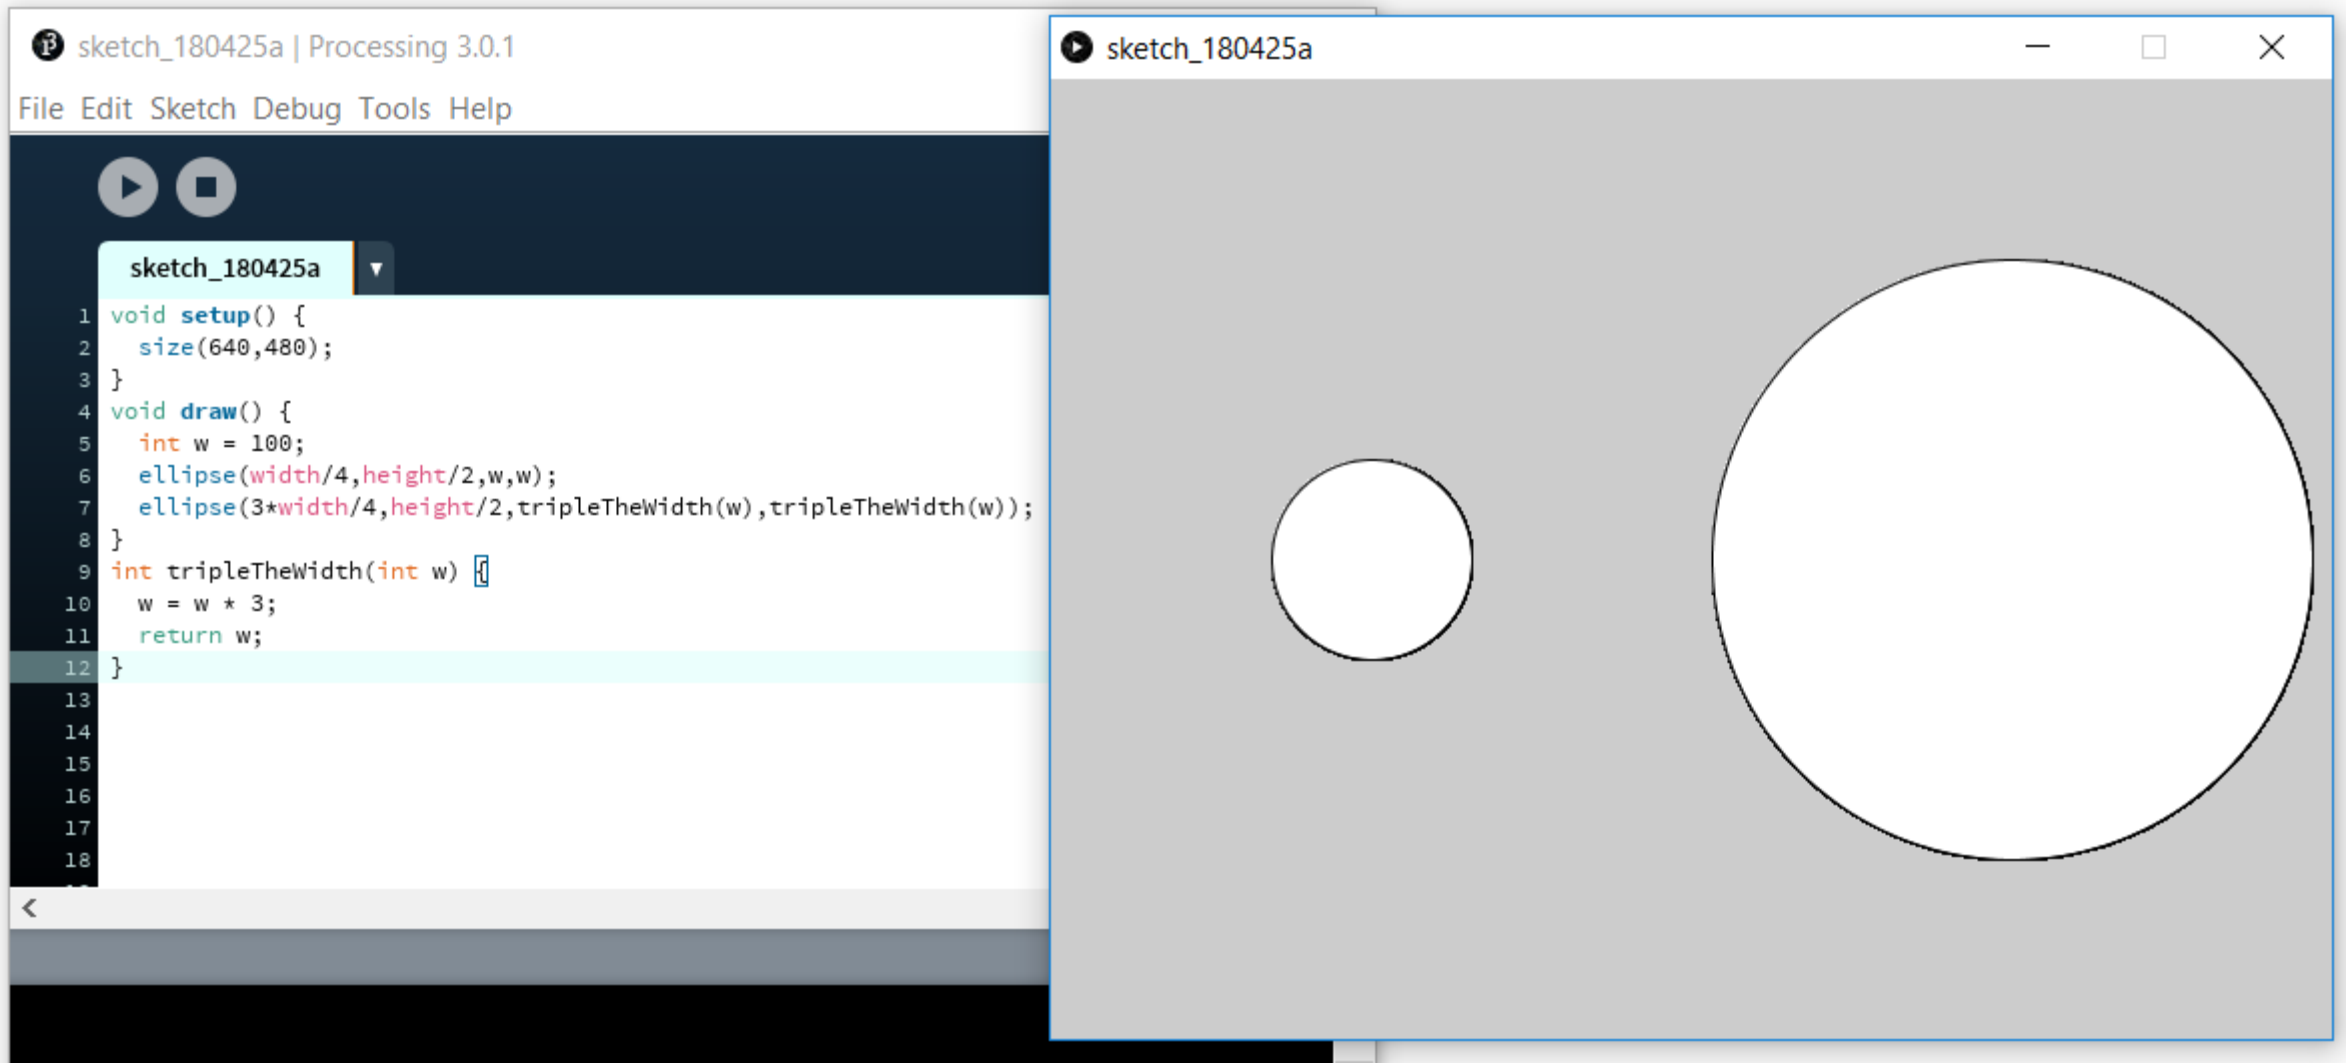 sketch_180425a | Processing 3.0.1
File Edit Sketch Debug Tools Help
sketch_180425a ▼
1 void setup() {
2   size(640,480);
3 }
4 void draw() {
5   int w = 100;
6   ellipse(width/4,height/2,w,w);
7   ellipse(3*width/4,height/2,tripleTheWidth(w),tripleTheWidth(w));
8 }
9 int tripleTheWidth(int w) {
10   w = w * 3;
11   return w;
12 }
13
14
15
16
17
18
sketch_180425a